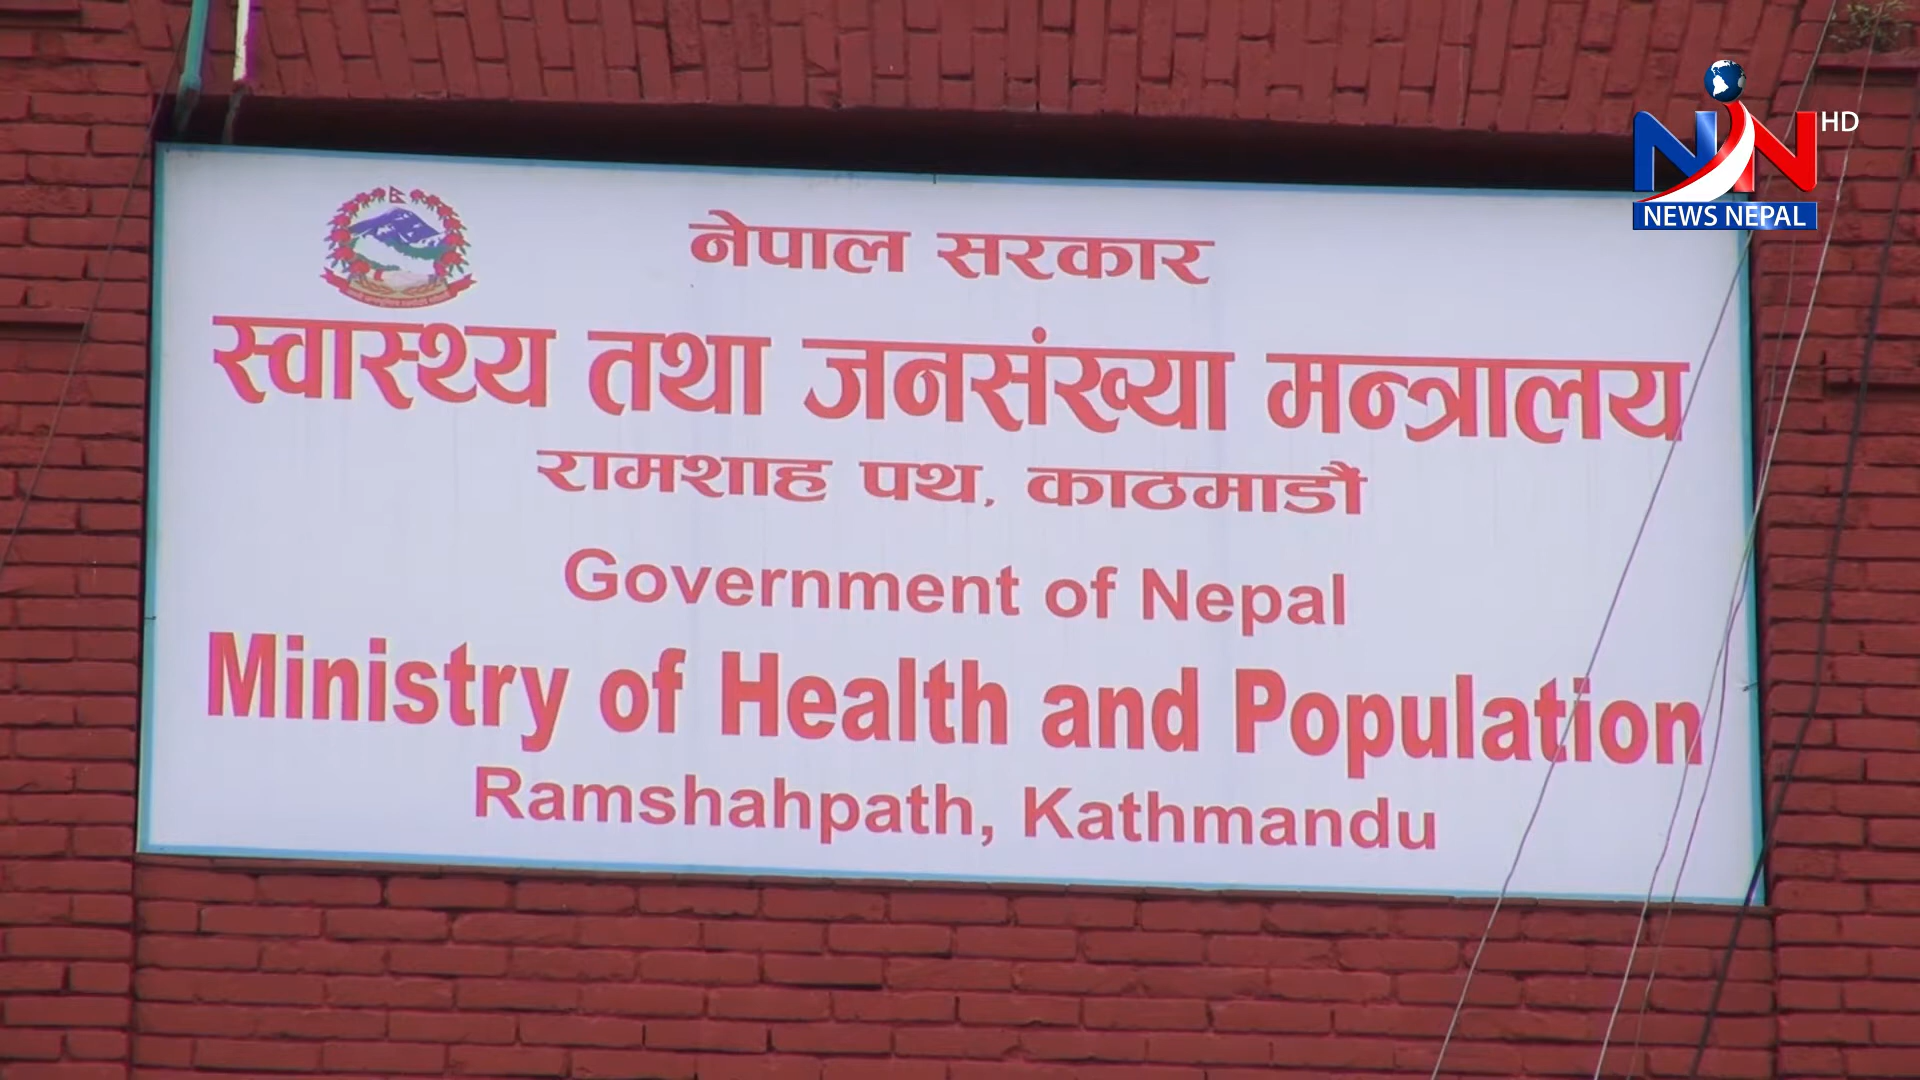 नेपाल सरकार
स्वास्थ्य तथा जनसंख्या मन्त्रालय
रामशाह पथ, काठमाडौं
Government of Nepal
Ministry of Health and Population
Ramshahpath, Kathmandu
NN HD
NEWS NEPAL